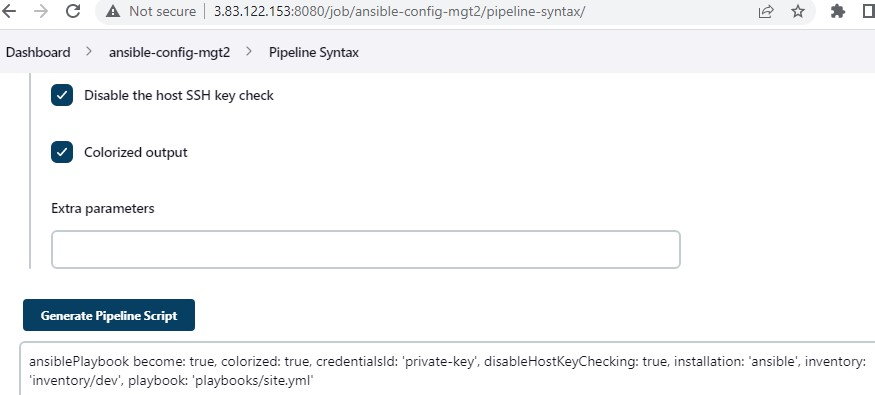 Not secure | 3.83.122.153:8080/job/ansible-config-mgt2/pipeline-syntax/
Dashboard > ansible-config-mgt2 > Pipeline Syntax
Disable the host SSH key check
Colorized output
Extra parameters
Generate Pipeline Script
ansiblePlaybook become: true, colorized: true, credentialsId: 'private-key', disableHostKeyChecking: true, installation: 'ansible', inventory:
'inventory/dev', playbook: 'playbooks/site.yml'